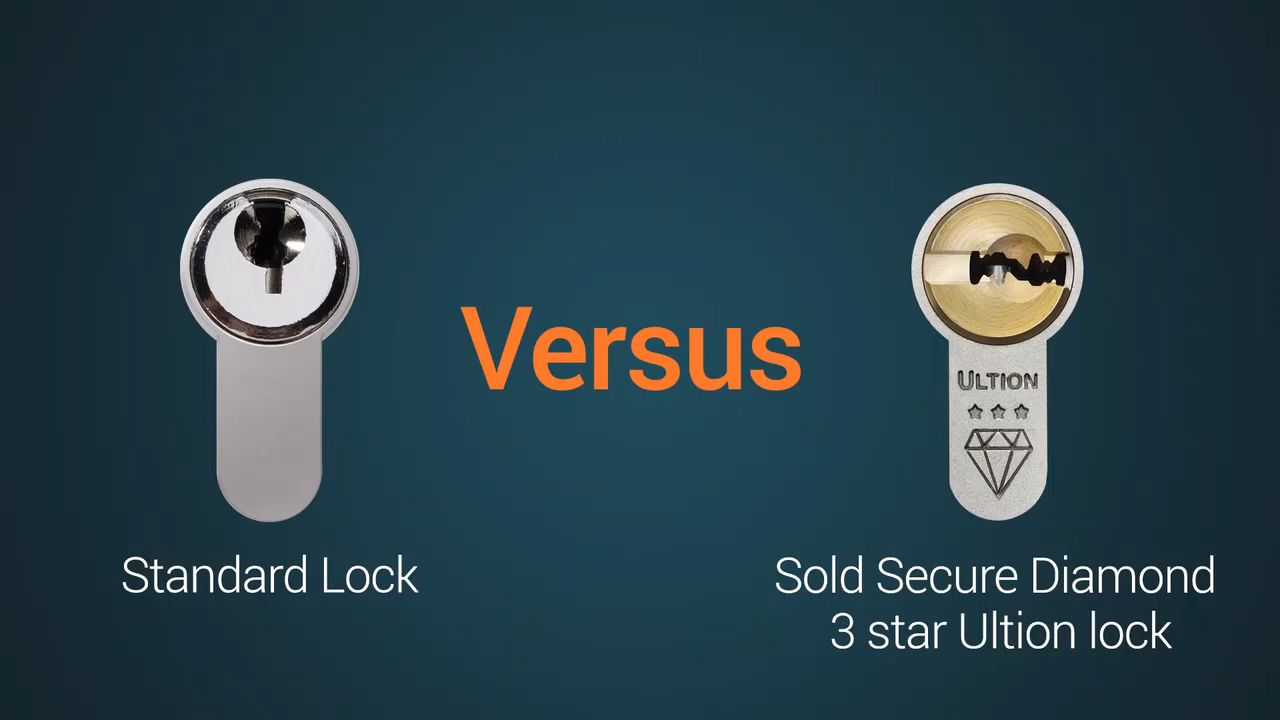 Versus
ULTION
Standard Lock
Sold Secure Diamond
3 star Ultion lock